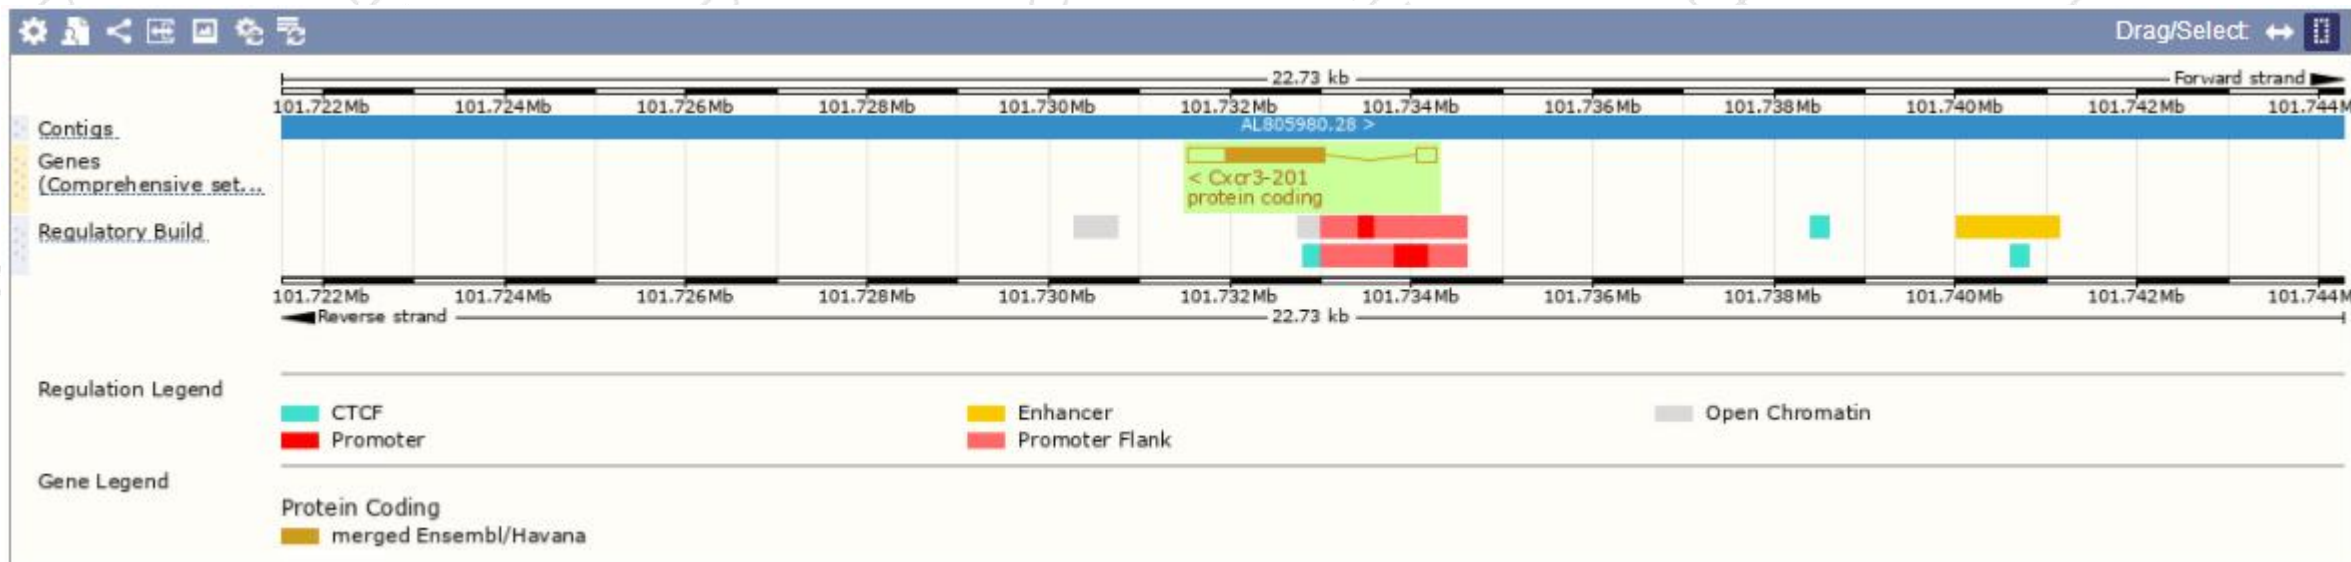 Drag/Select:
22.73 kb Forward strand
101.722Mb 101.724Mb 101.726Mb 101.728Mb 101.730Mb 101.732Mb 101.734Mb 101.736Mb 101.738Mb 101.740Mb 101.742Mb 101.744M
Contigs AL805980.28 >
Genes
(Comprehensive set...
< Cxcr3-201
protein coding
Regulatory Build
101.722Mb 101.724Mb 101.726Mb 101.728Mb 101.730Mb 101.732Mb 101.734Mb 101.736Mb 101.738Mb 101.740Mb 101.742Mb 101.744M
Reverse strand 22.73 kb
Regulation Legend
CTCF Enhancer Open Chromatin
Promoter Promoter Flank
Gene Legend
Protein Coding
merged Ensembl/Havana